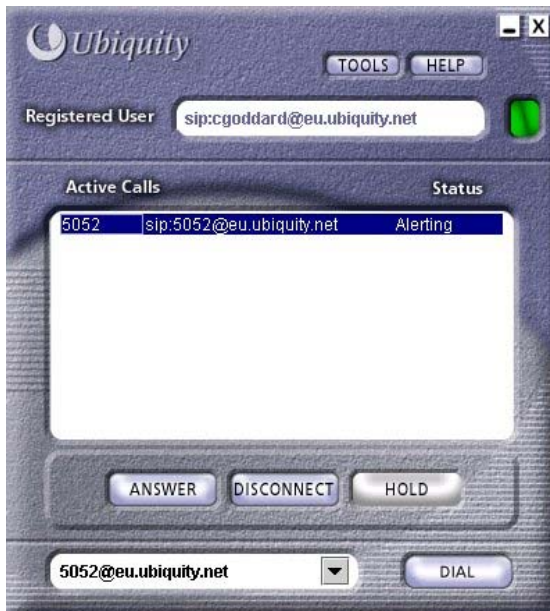 Ubiquity
TOOLS HELP
Registered User sip:cgoddard@eu.ubiquity.net
Active Calls Status
5052 sip:5052@eu.ubiquity.net Alerting
ANSWER DISCONNECT HOLD
5052@eu.ubiquity.net DIAL